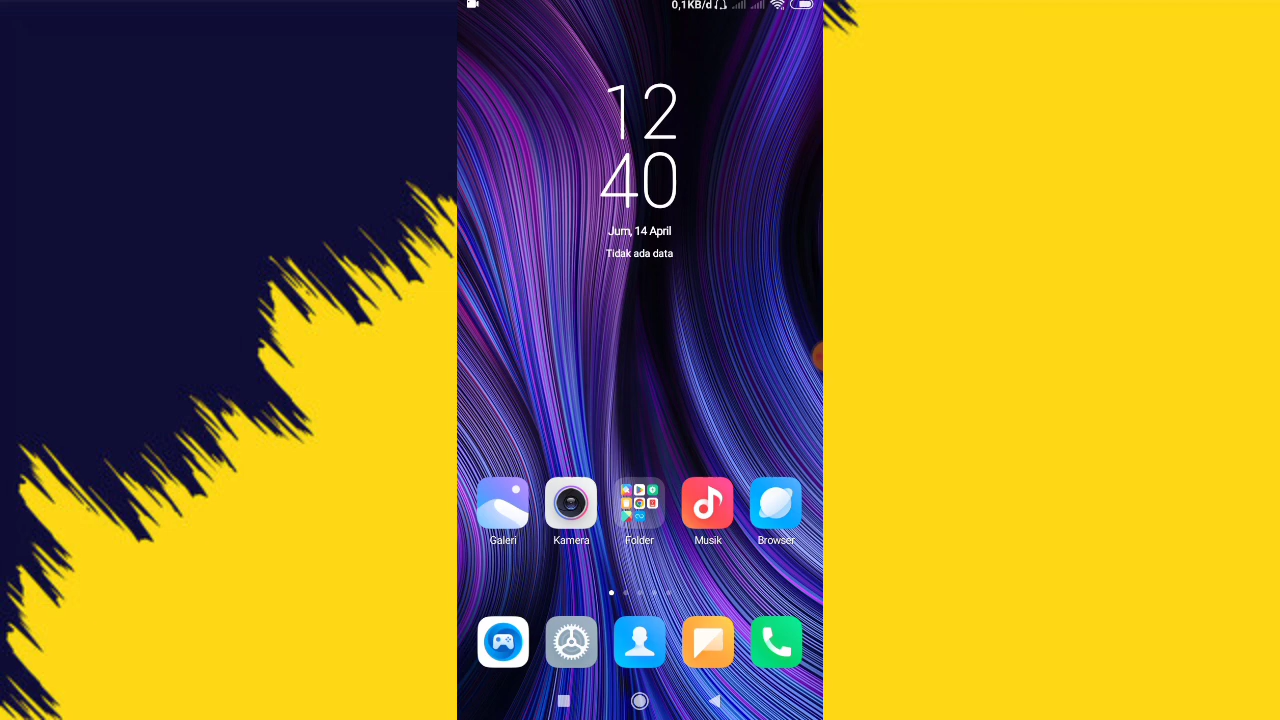 0,1KB/d
12
40
Jum, 14 April
Tidak ada data
Galeri
Kamera
Folder
Musik
Browser